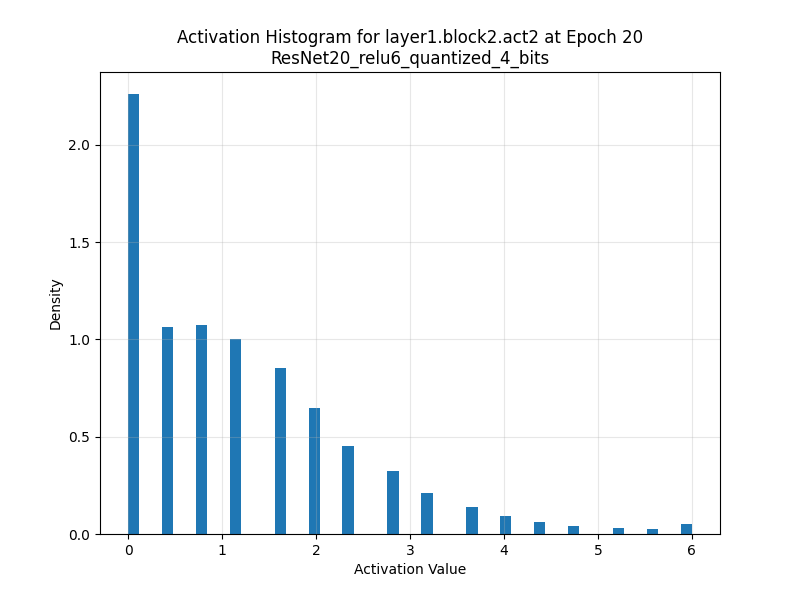 Activation Histogram for layer1.block2.act2 at Epoch 20
ResNet20_relu6_quantized_4_bits
2.0
1.5
1.0
0.5
0.0
Density
0 1 2 3 4 5 6
Activation Value